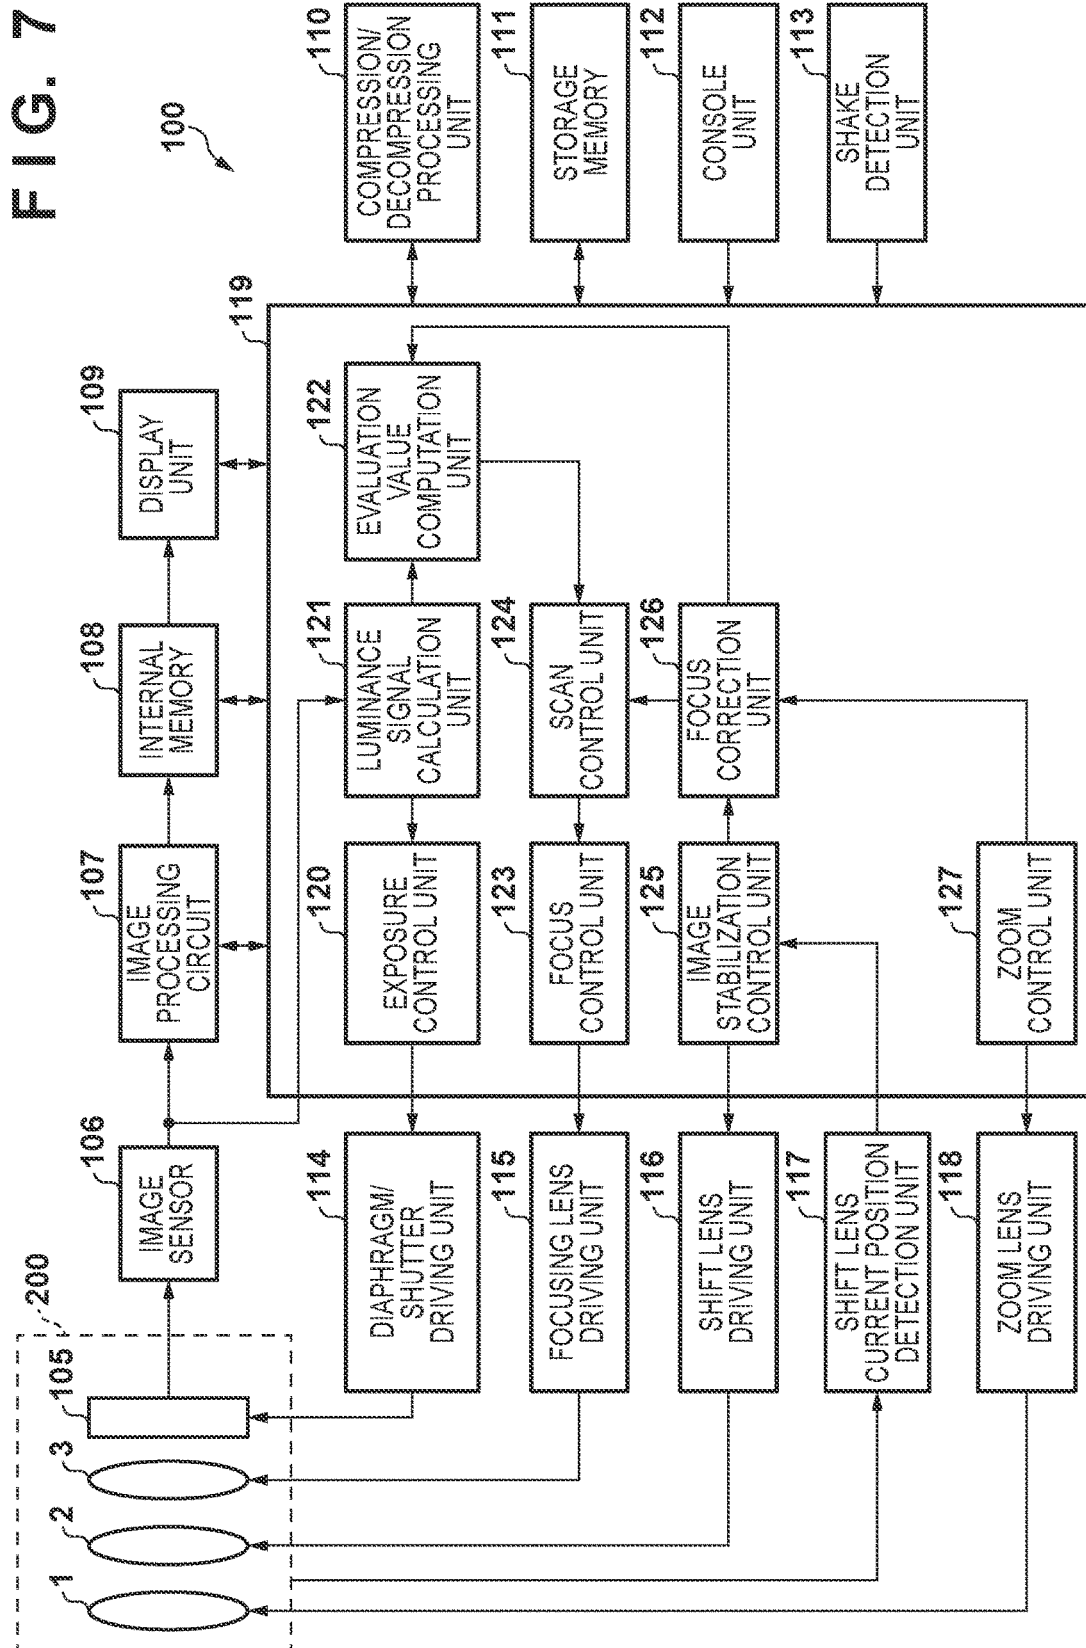 FIG. 7
100
200
1
2
3
105
106
IMAGE
SENSOR
107
IMAGE
PROCESSING
CIRCUIT
108
INTERNAL
MEMORY
109
DISPLAY
UNIT
119
114
DIAPHRAGM/
SHUTTER
DRIVING UNIT
120
EXPOSURE
CONTROL UNIT
121
LUMINANCE
SIGNAL
CALCULATION
UNIT
122
EVALUATION
VALUE
COMPUTATION
UNIT
110
COMPRESSION/
DECOMPRESSION
PROCESSING
UNIT
115
FOCUSING LENS
DRIVING UNIT
123
FOCUS
CONTROL UNIT
124
SCAN
CONTROL UNIT
111
STORAGE
MEMORY
116
SHIFT LENS
DRIVING UNIT
125
IMAGE
STABILIZATION
CONTROL UNIT
126
FOCUS
CORRECTION
UNIT
112
CONSOLE
UNIT
117
SHIFT LENS
CURRENT POSITION
DETECTION UNIT
113
SHAKE
DETECTION
UNIT
118
ZOOM LENS
DRIVING UNIT
127
ZOOM
CONTROL UNIT